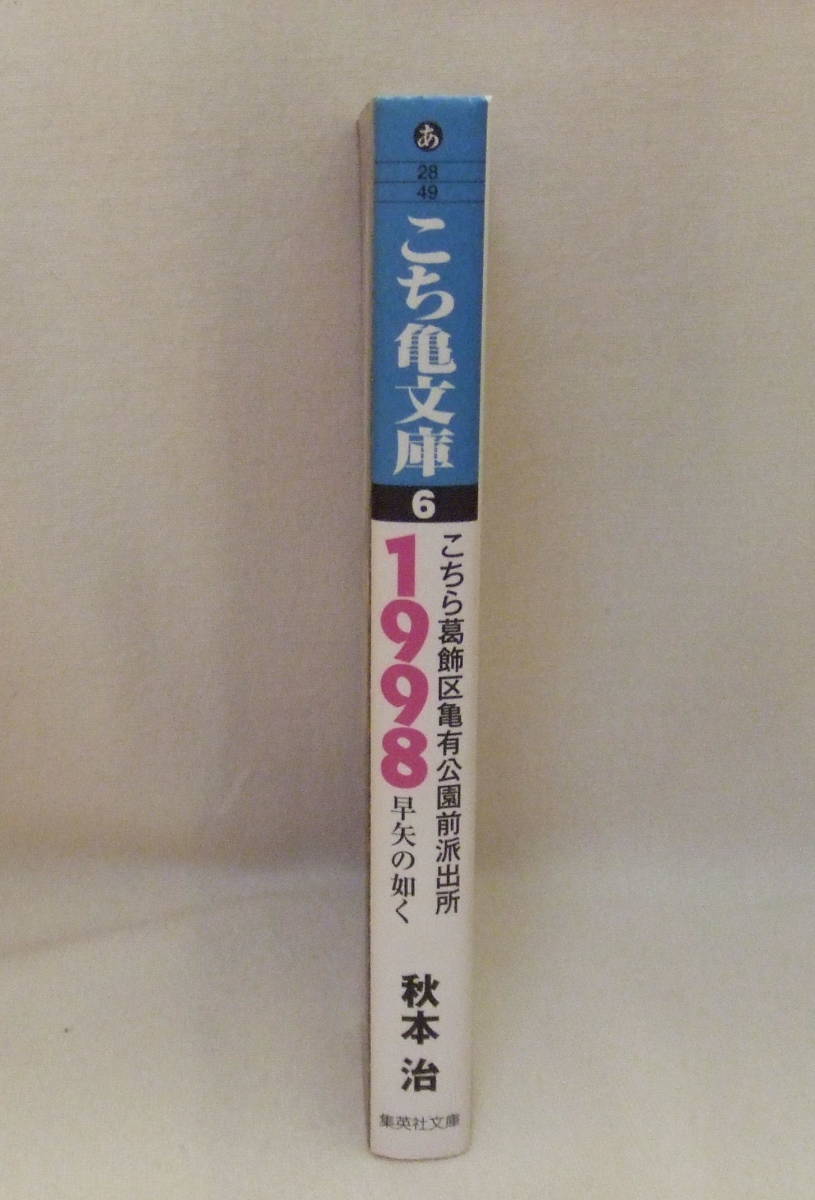 あ
28
49
こち亀文庫
6
こちら葛飾区亀有公園前派出所
1998
早矢の如く
秋本 治
集英社文庫